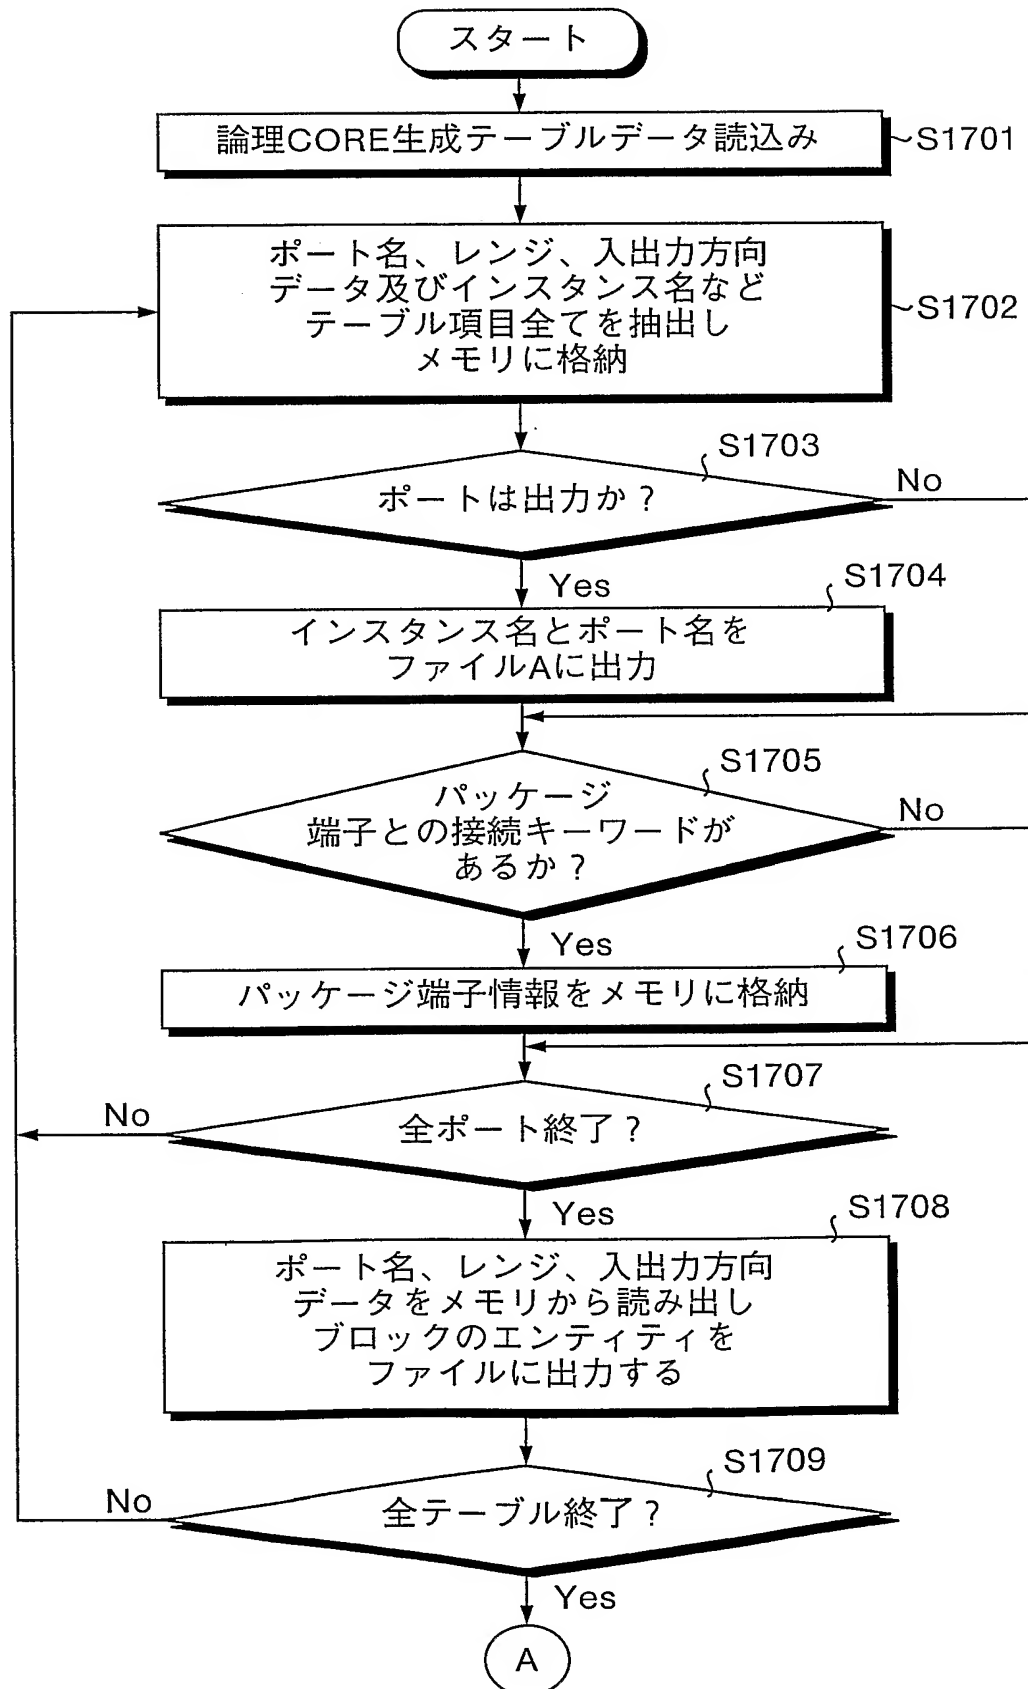 スタート
論理CORE生成テーブルデータ読込み
S1701
ポート名、レンジ、入出力方向
データ及びインスタンス名など
テーブル項目全てを抽出し
メモリに格納
S1702
S1703
ポートは出力か？
No
Yes
S1704
インスタンス名とポート名を
ファイルAに出力
S1705
パッケージ
端子との接続キーワードが
あるか？
No
Yes
S1706
パッケージ端子情報をメモリに格納
S1707
No
全ポート終了？
Yes
S1708
ポート名、レンジ、入出力方向
データをメモリから読み出し
ブロックのエンティティを
ファイルに出力する
S1709
No
全テーブル終了？
Yes
A